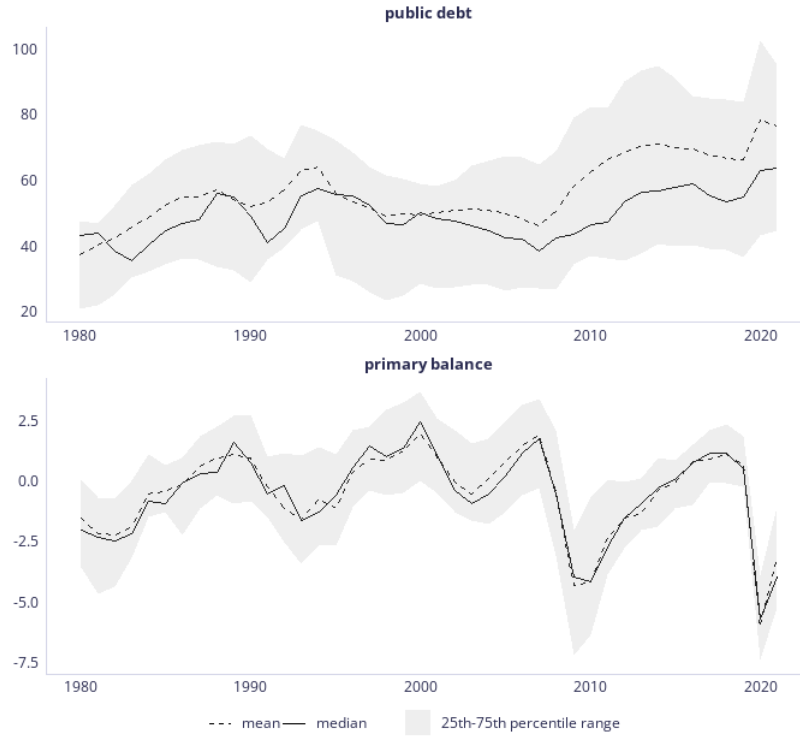 public debt
100
80
60
40
20
1980 1990 2000 2010 2020
primary balance
2.5
0.0
-2.5
-5.0
-7.5
1980 1990 2000 2010 2020
mean median 25th-75th percentile range